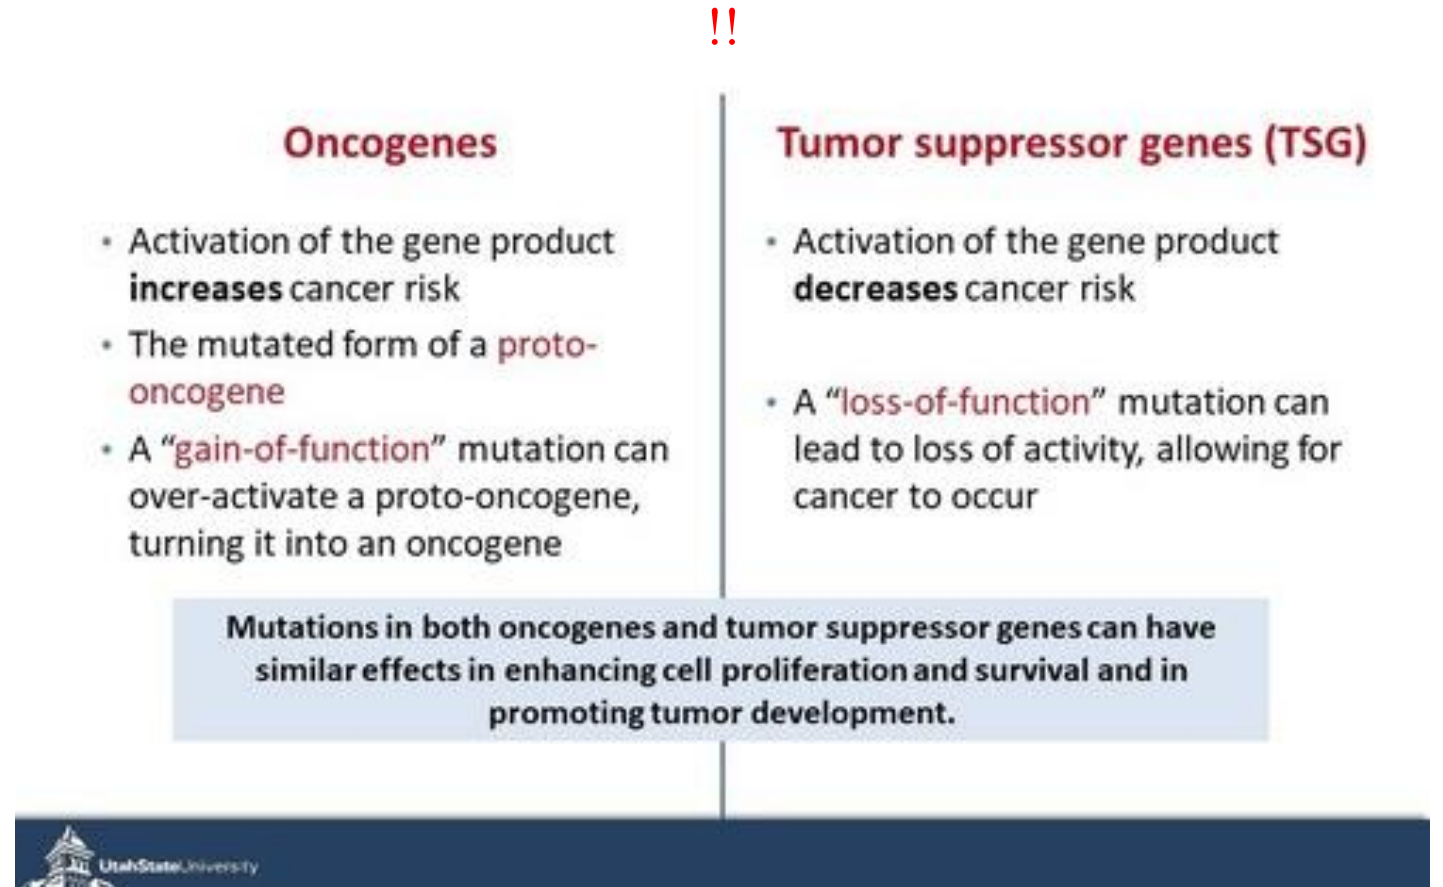 !!
Oncogenes
• Activation of the gene product
increases cancer risk
• The mutated form of a proto-
oncogene
• A “gain-of-function” mutation can
over-activate a proto-oncogene,
turning it into an oncogene
Tumor suppressor genes (TSG)
• Activation of the gene product
decreases cancer risk
• A “loss-of-function” mutation can
lead to loss of activity, allowing for
cancer to occur
Mutations in both oncogenes and tumor suppressor genes can have
similar effects in enhancing cell proliferation and survival and in
promoting tumor development.
UtahStateUniversity